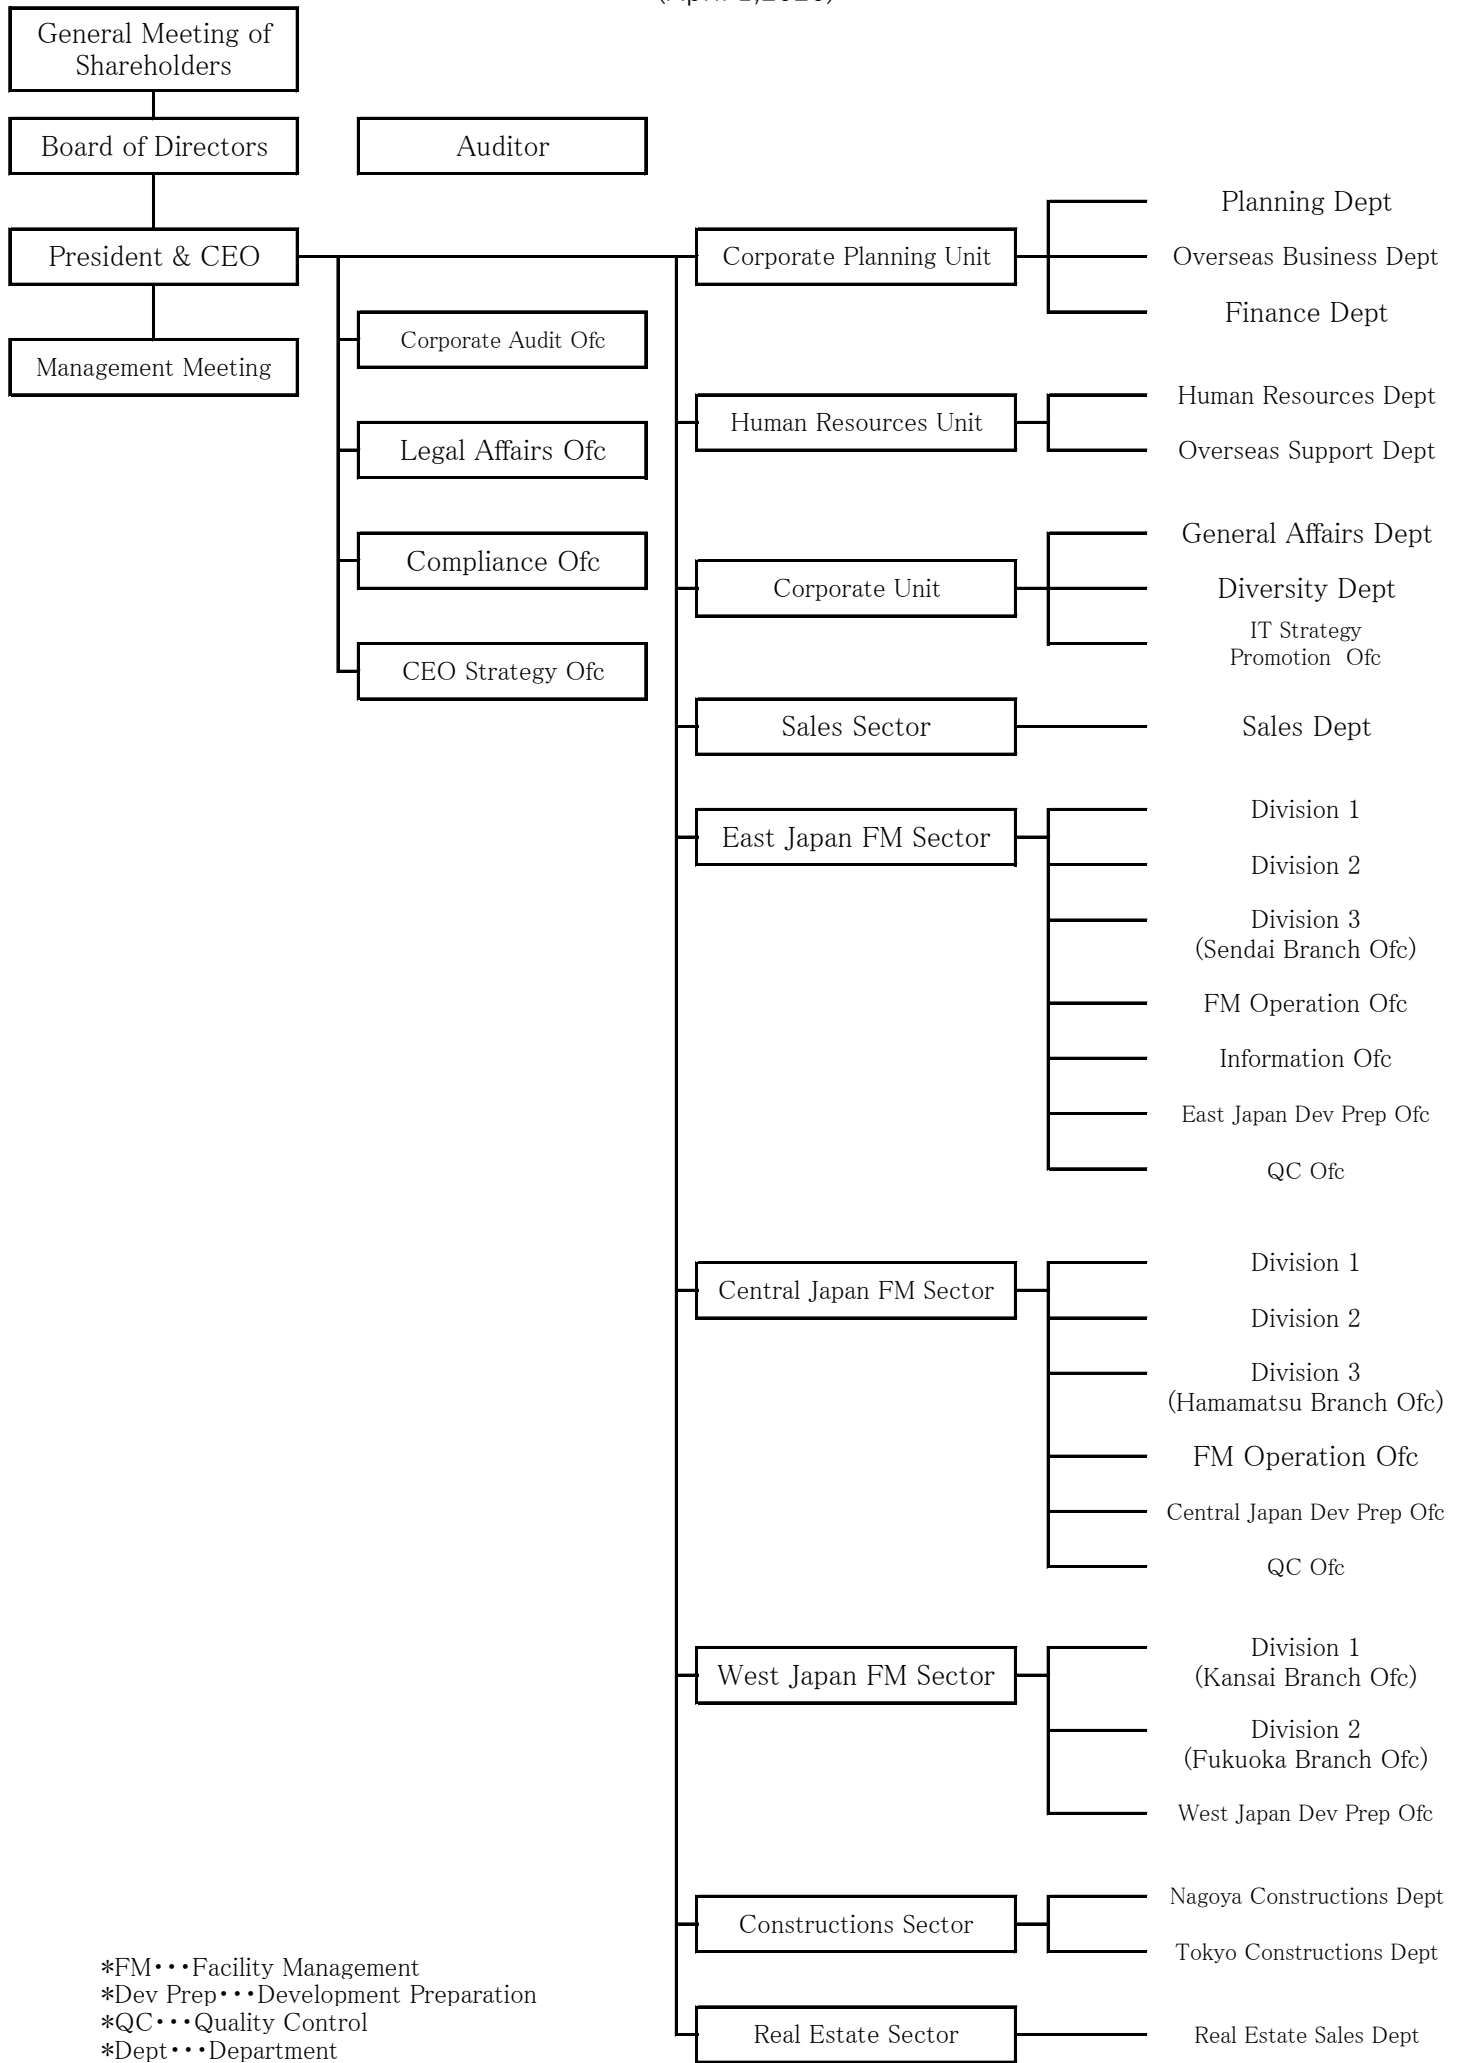 General Meeting of
Shareholders
Board of Directors
Auditor
President & CEO
Management Meeting
Corporate Audit Ofc
Legal Affairs Ofc
Compliance Ofc
CEO Strategy Ofc
Corporate Planning Unit
Planning Dept
Overseas Business Dept
Finance Dept
Human Resources Unit
Human Resources Dept
Overseas Support Dept
Corporate Unit
General Affairs Dept
Diversity Dept
IT Strategy
Promotion Ofc
Sales Sector
Sales Dept
East Japan FM Sector
Division 1
Division 2
Division 3
(Sendai Branch Ofc)
FM Operation Ofc
Information Ofc
East Japan Dev Prep Ofc
QC Ofc
Central Japan FM Sector
Division 1
Division 2
Division 3
(Hamamatsu Branch Ofc)
FM Operation Ofc
Central Japan Dev Prep Ofc
QC Ofc
West Japan FM Sector
Division 1
(Kansai Branch Ofc)
Division 2
(Fukuoka Branch Ofc)
West Japan Dev Prep Ofc
Constructions Sector
Nagoya Constructions Dept
Tokyo Constructions Dept
Real Estate Sector
Real Estate Sales Dept
*FM・・・Facility Management
*Dev Prep・・・Development Preparation
*QC・・・Quality Control
*Dept・・・Department